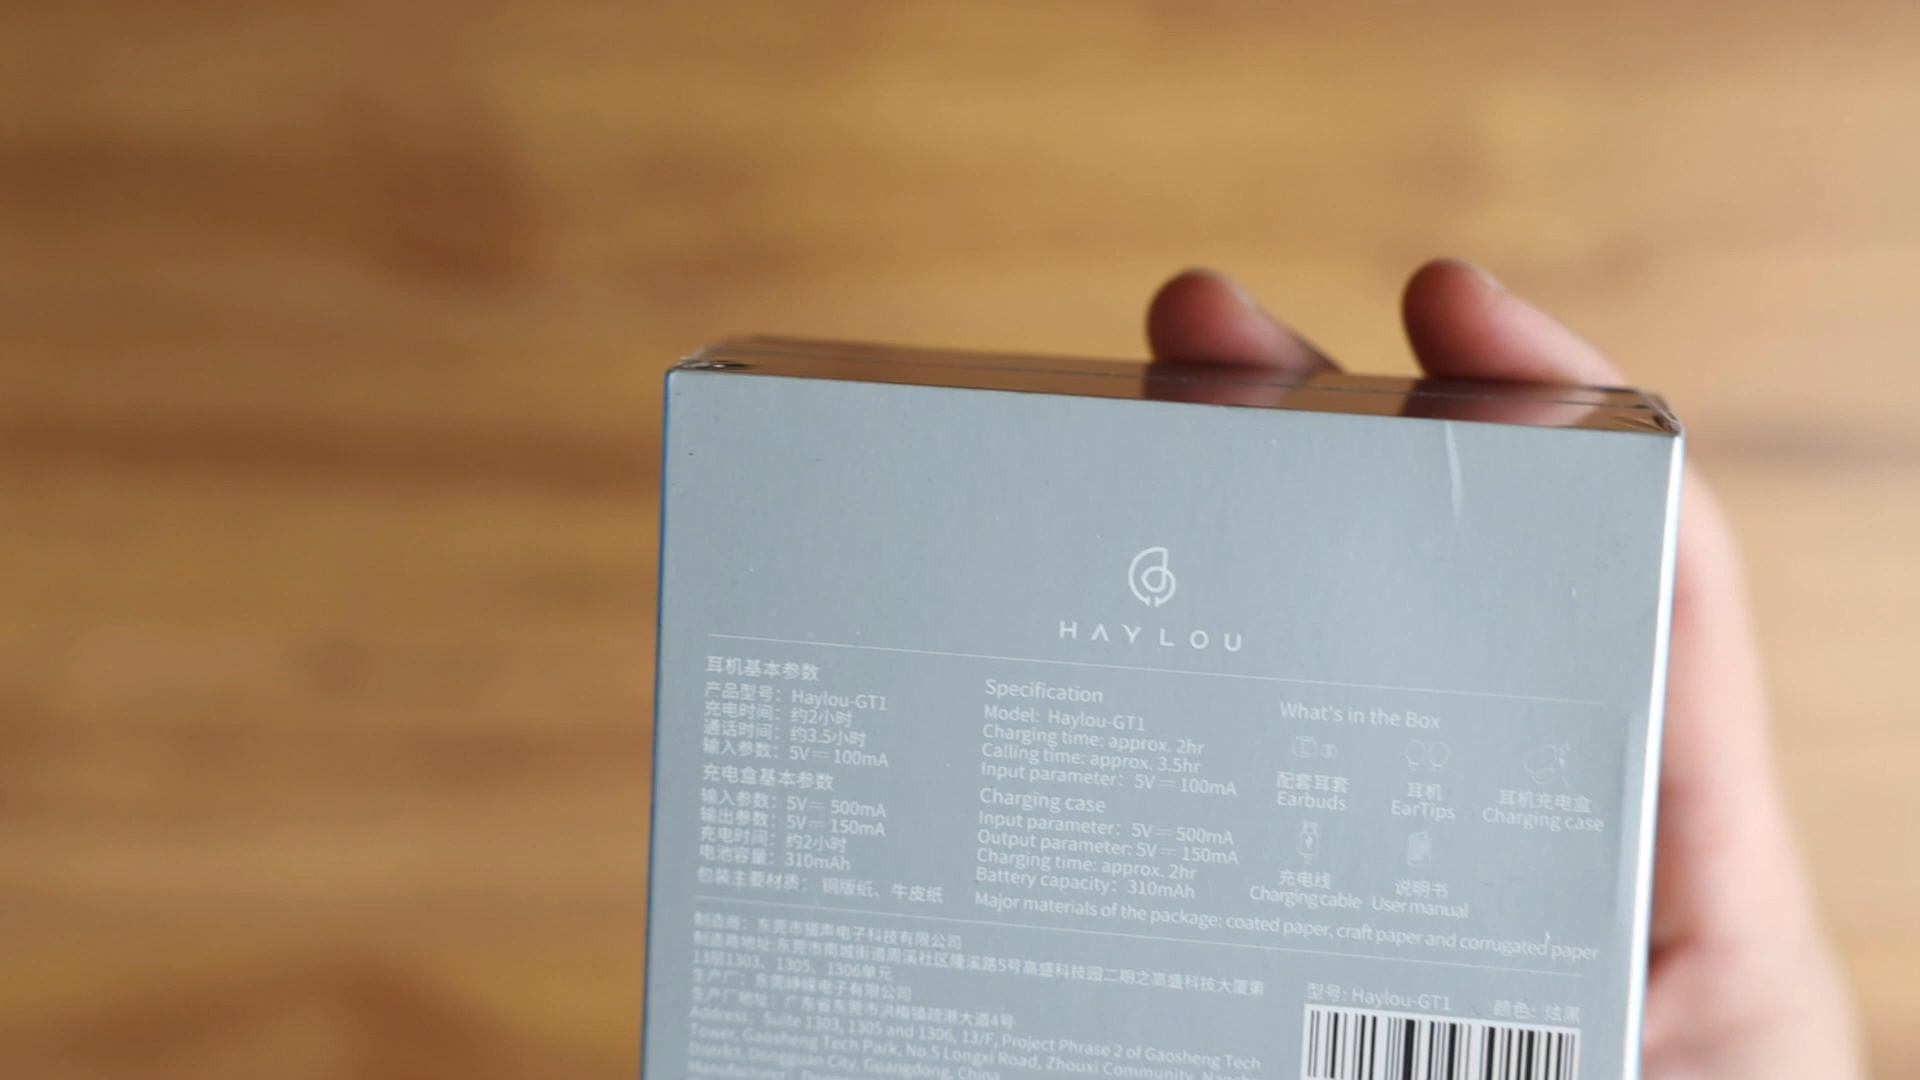 HAYLOU
耳机基本参数
产品型号：Haylou-GT1
充电时间：约2小时
通话时间：约3.5小时
输入参数：5V⎓100mA
充电盒基本参数
输入参数：5V⎓500mA
输出参数：5V⎓150mA
充电时间：约2小时
电池容量：310mAh
包装主要材质：铜版纸、牛皮纸
Specification
Model: Haylou-GT1
Charging time: approx. 2hr
Calling time: approx. 3.5hr
Input parameter: 5V⎓100mA
Charging case
Input parameter: 5V⎓500mA
Output parameter: 5V⎓150mA
Charging time: approx. 2hr
Battery capacity: 310mAh
Major materials of the package: coated paper, craft paper and corrugated paper
What's in the Box
配套耳套
Earbuds
耳机
EarTips
耳机充电盒
Charging case
充电线
Charging cable
说明书
User manual
制造商：东莞市猎声电子科技有限公司
制造商地址:东莞市南城街道周溪社区隆溪路5号高盛科技园二期之高盛科技大厦第
13层1303、1305、1306单元
生产厂：东莞峥嵘电子有限公司
生产厂地址：广东省东莞市洪梅镇疏港大道4号
Address: Suite 1303, 1305 and 1306, 13/F, Project Phrase 2 of Gaosheng Tech
Tower, Gaosheng Tech Park, No.5 Longxi Road, Zhouxi Community,
District, Dongguan City, Guangdong, China
型号: Haylou-GT1
颜色: 炫黑